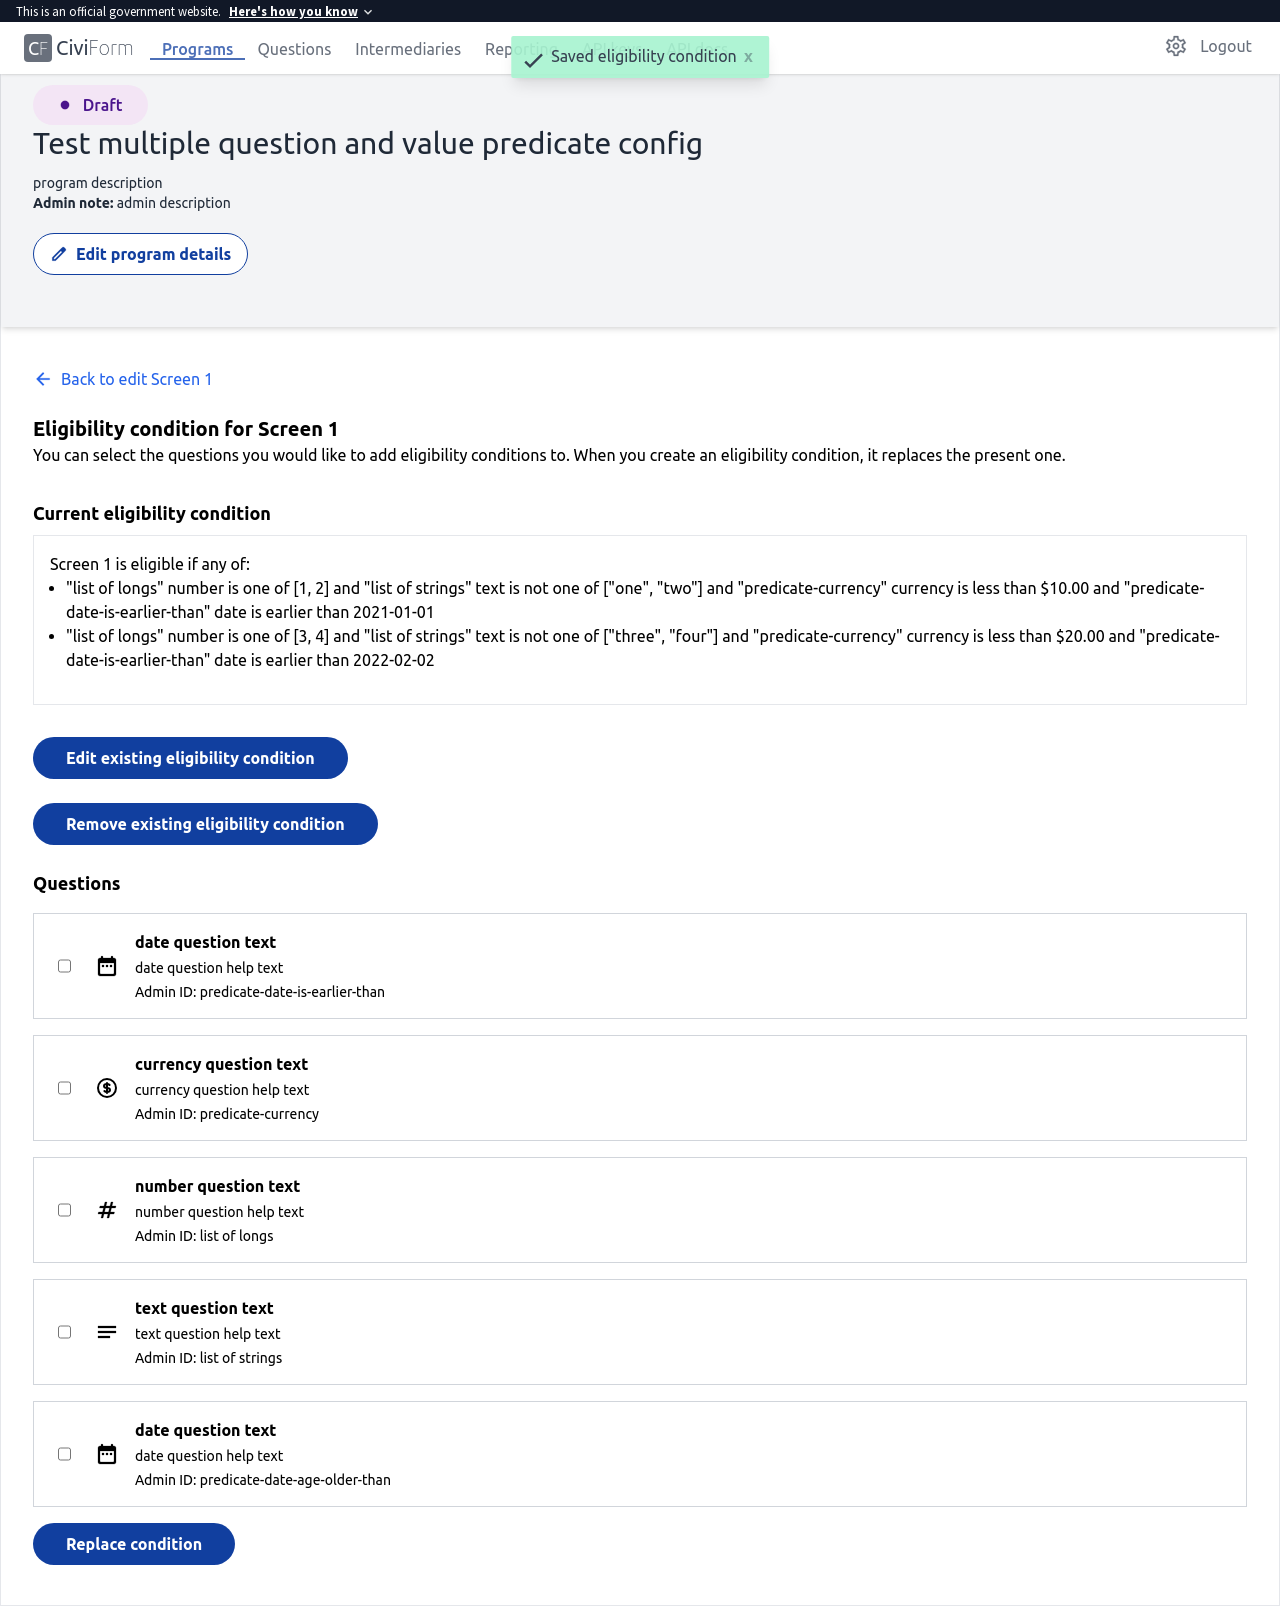 This is an official government website. Here's how you know
CF CiviForm Programs Questions Intermediaries Logout
Saved eligibility condition x
Draft
Test multiple question and value predicate config
program description
Admin note: admin description
Edit program details
Back to edit Screen 1
Eligibility condition for Screen 1
You can select the questions you would like to add eligibility conditions to. When you create an eligibility condition, it replaces the present one.
Current eligibility condition
Screen 1 is eligible if any of:
"list of longs" number is one of [1, 2] and "list of strings" text is not one of ["one", "two"] and "predicate-currency" currency is less than $10.00 and "predicate-
date-is-earlier-than" date is earlier than 2021-01-01
"list of longs" number is one of [3, 4] and "list of strings" text is not one of ["three", "four"] and "predicate-currency" currency is less than $20.00 and "predicate-
date-is-earlier-than" date is earlier than 2022-02-02
Edit existing eligibility condition
Remove existing eligibility condition
Questions
date question text
date question help text
Admin ID: predicate-date-is-earlier-than
currency question text
currency question help text
Admin ID: predicate-currency
number question text
number question help text
Admin ID: list of longs
text question text
text question help text
Admin ID: list of strings
date question text
date question help text
Admin ID: predicate-date-age-older-than
Replace condition